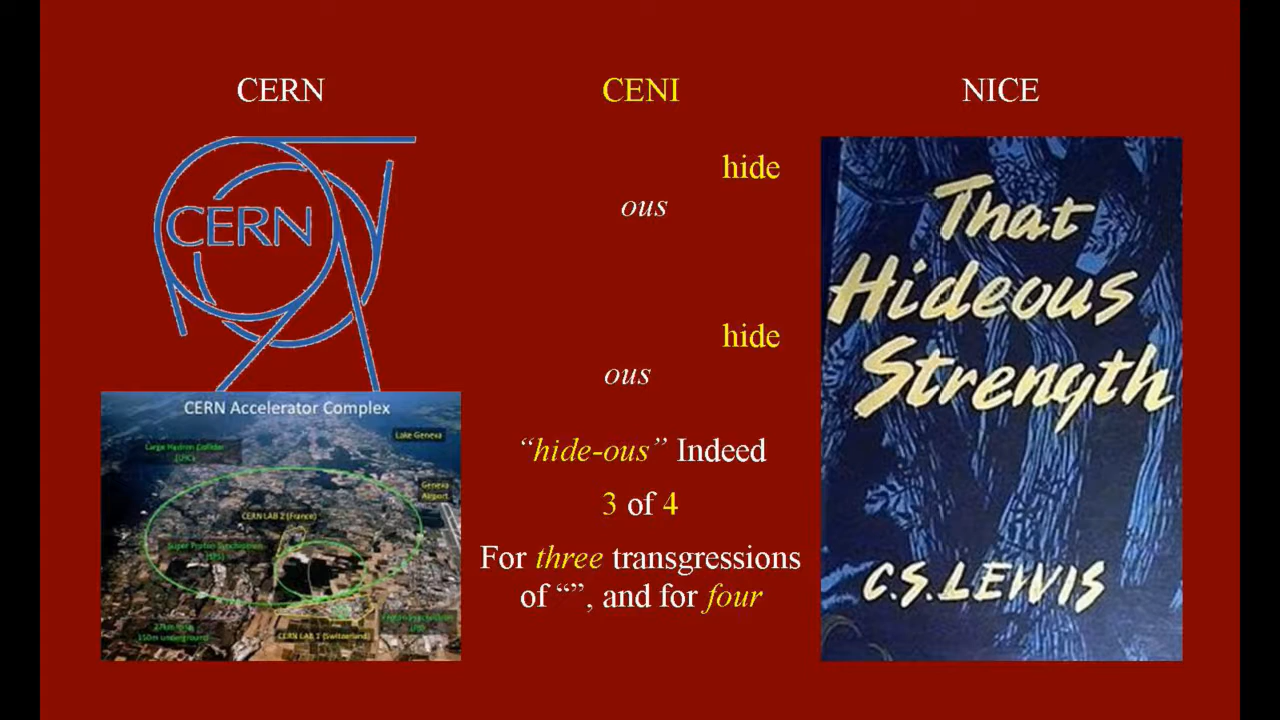 CERN
CENI
NICE
CERN
hide
ous
hide
ous
“hide-ous” Indeed
3 of 4
For three transgressions
of “”, and for four
That
Hideous
Strength
C.S. LEWIS
CERN Accelerator Complex
Lake Geneva
Large Hadron Collider
(LHC)
Geneva
Airport
CERN LAB 2 (France)
Super Proton Synchrotron
(SPS)
110m underground
CERN LAB 1 (Switzerland)